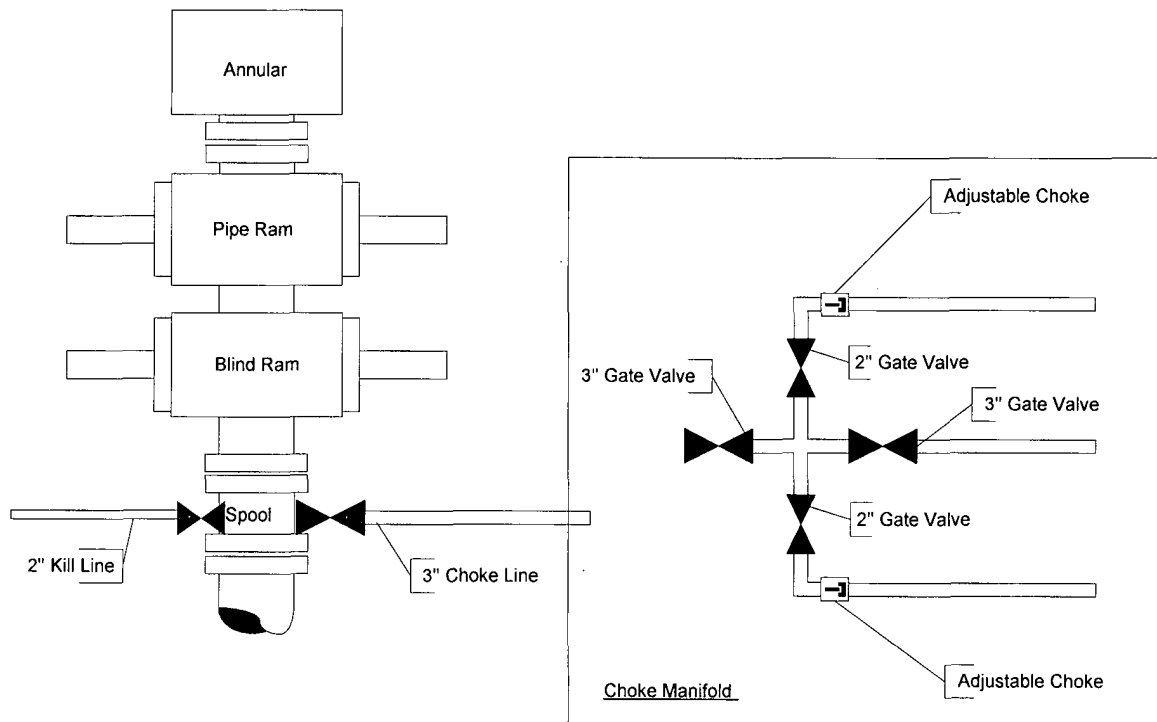 Annular
Pipe Ram
Blind Ram
Spool
2" Kill Line
3" Choke Line
Adjustable Choke
2" Gate Valve
3" Gate Valve
3" Gate Valve
2" Gate Valve
Adjustable Choke
Choke Manifold